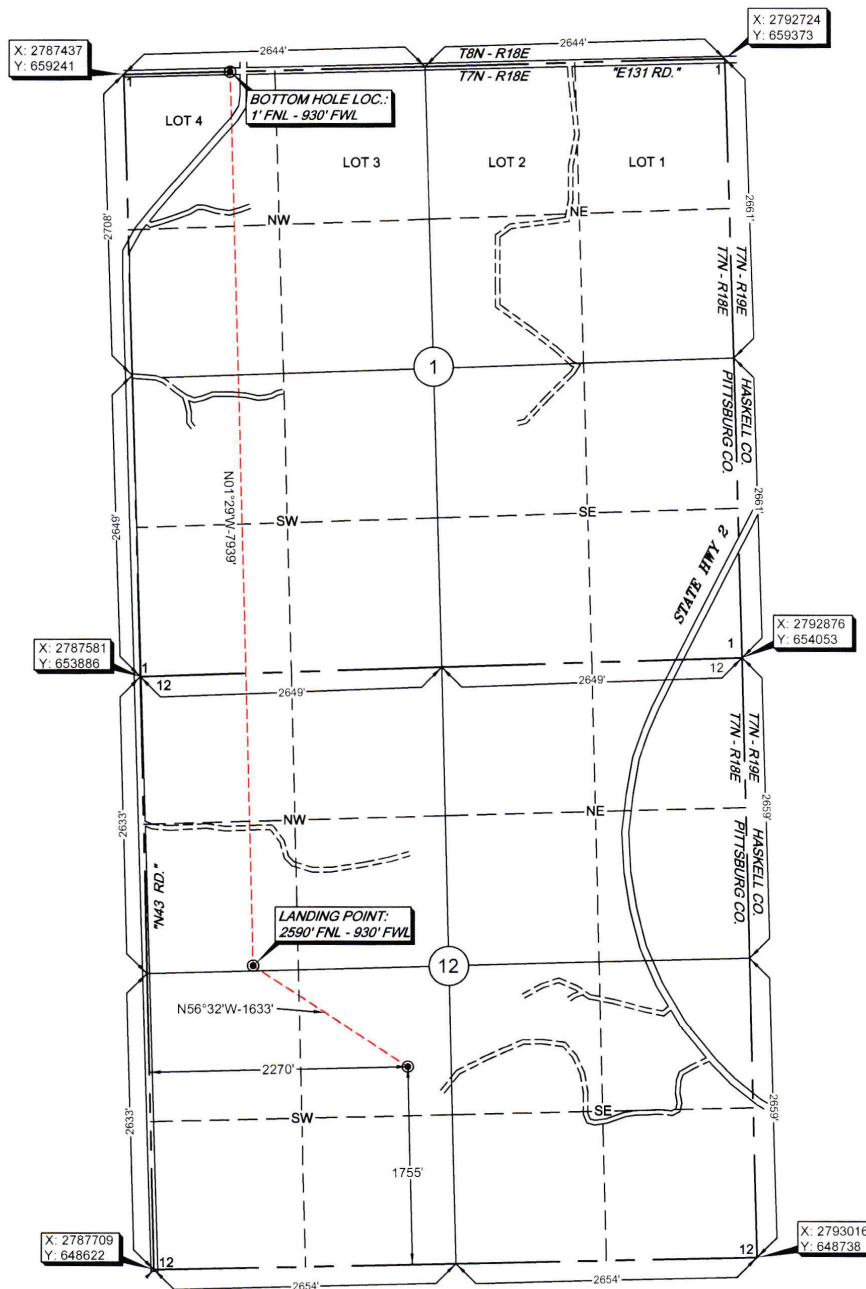 2644'
2644'
X: 2787437
Y: 659241
X: 2792724
Y: 659373
T8N - R18E
T7N - R18E
"E131 RD."
1
1
BOTTOM HOLE LOC.:
1' FNL - 930' FWL
LOT 4
LOT 3
LOT 2
LOT 1
NW
NE
2708'
2661'
T7N - R19E
T7N - R18E
1
HASKELL CO.
PITTSBURG CO.
N01°29'W-7939'
2649'
2661'
SW
SE
STATE HWY 2
X: 2787581
Y: 653886
X: 2792876
Y: 654053
1
12
1
12
2649'
2649'
T7N - R19E
T7N - R18E
NW
NE
2633'
2659'
"N43 RD."
HASKELL CO.
PITTSBURG CO.
LANDING POINT:
2590' FNL - 930' FWL
12
N56°32'W-1633'
2270'
SW
SE
2633'
2659'
1755'
X: 2787709
Y: 648622
X: 2793016
Y: 648738
12
12
2654'
2654'